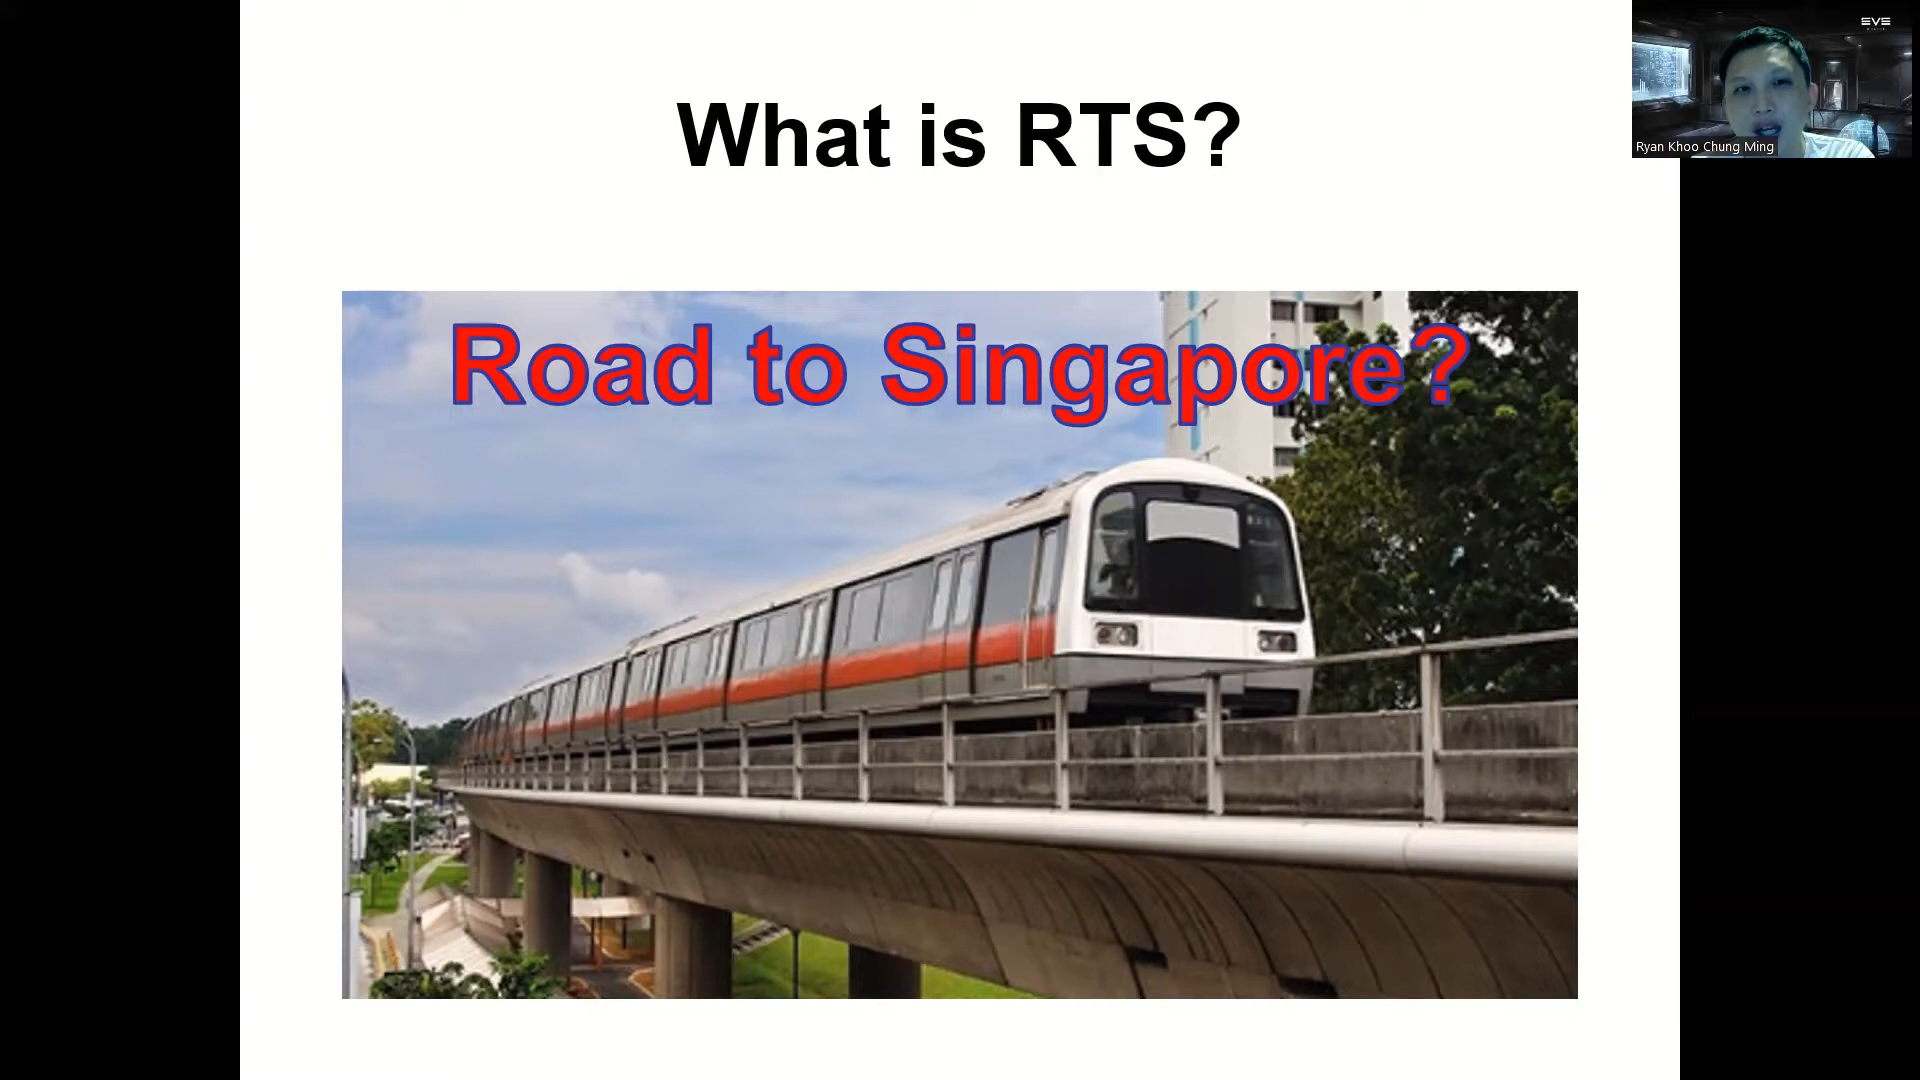 What is RTS?
Road to Singapore?
EVE
Ryan Khoo Chung Ming